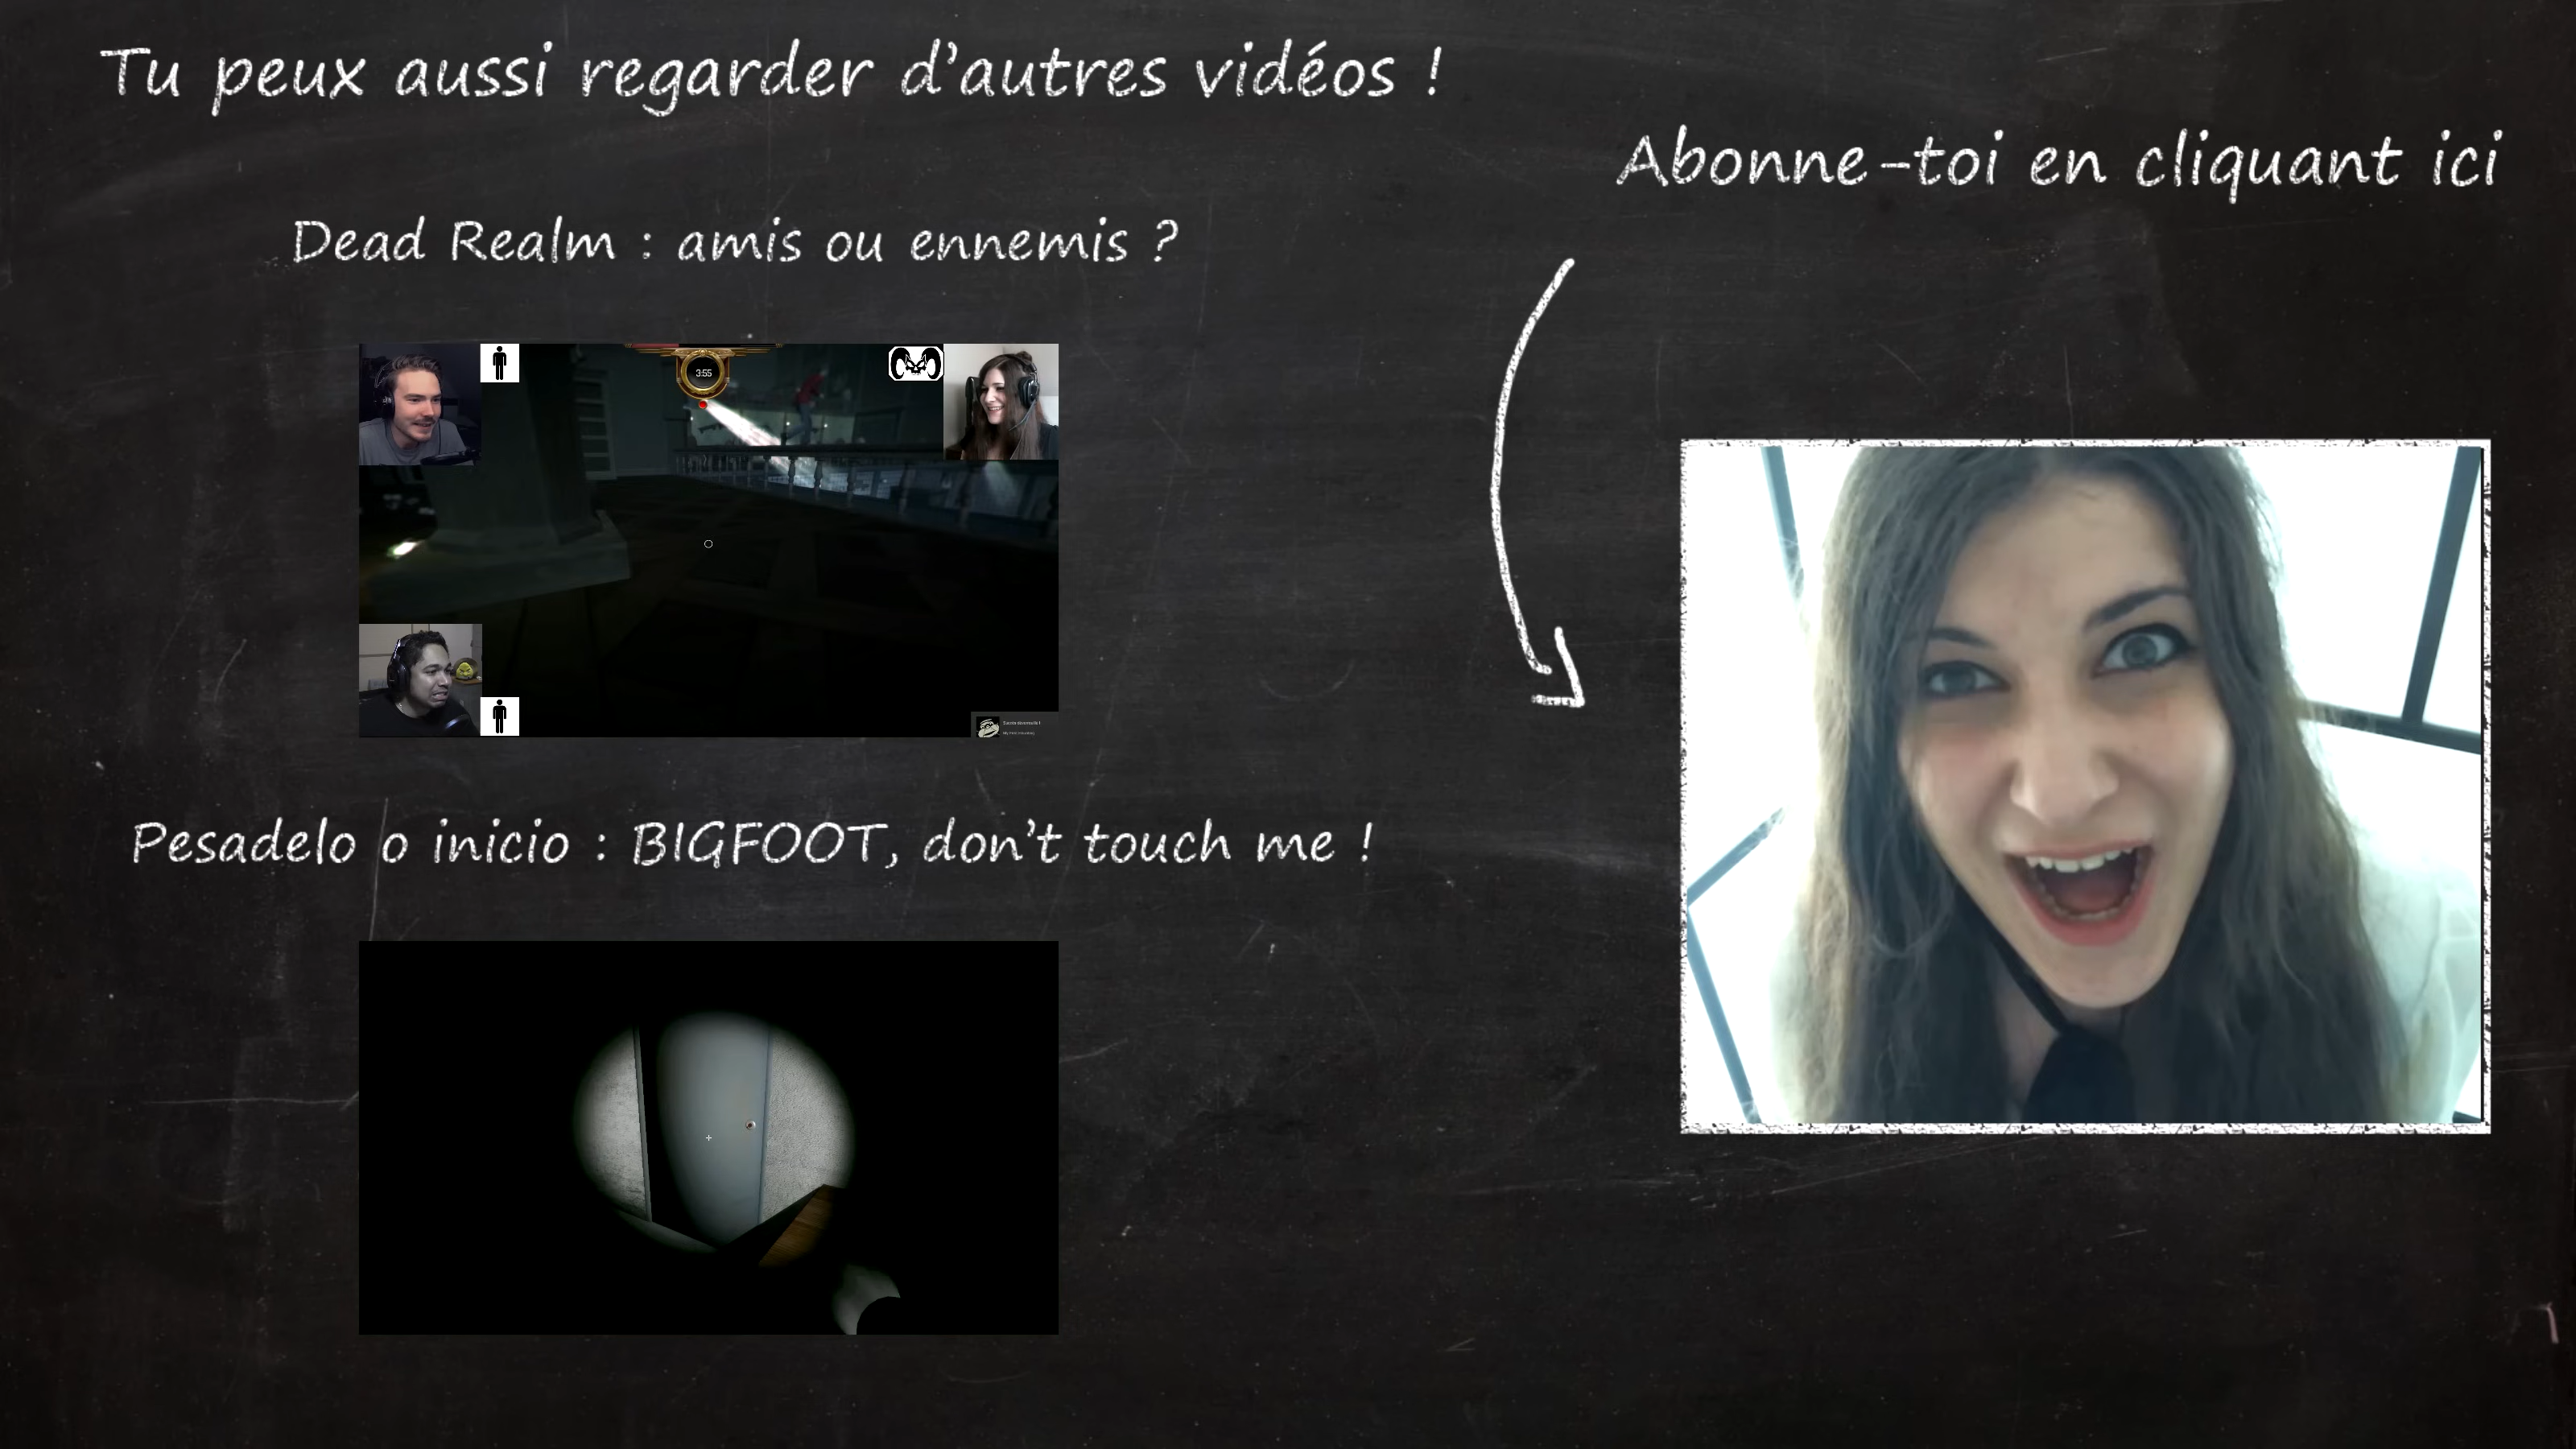 Tu peux aussi regarder d'autres vidéos !
Abonne-toi en cliquant ici
Dead Realm : amis ou ennemis ?
3:55
Pesadelo o inicio : BIGFOOT, don't touch me !